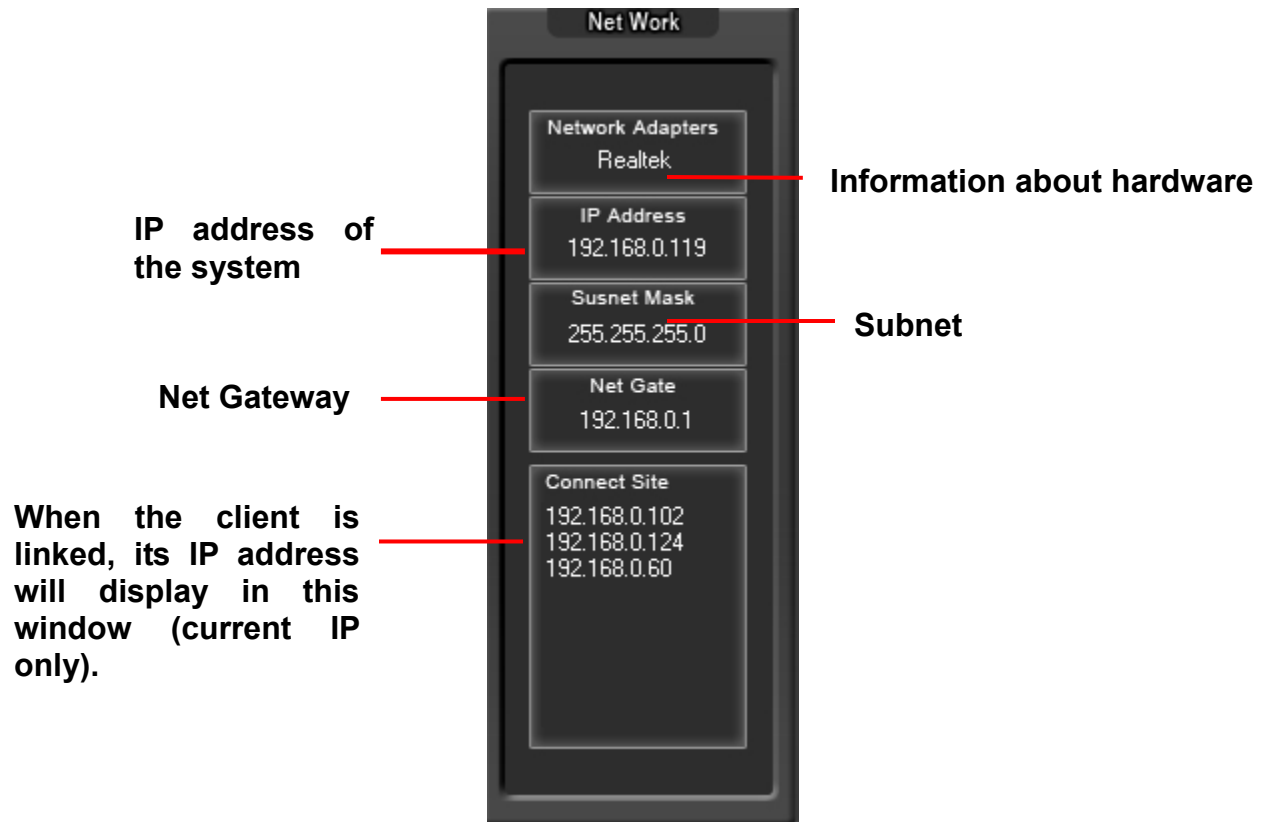 Net Work
Network Adapters
Realtek
Information about hardware
IP address of
the system
IP Address
192.168.0.119
Susnet Mask
255.255.255.0
Subnet
Net Gateway
Net Gate
192.168.0.1
When the client is
linked, its IP address
will display in this
window (current IP
only).
Connect Site
192.168.0.102
192.168.0.124
192.168.0.60